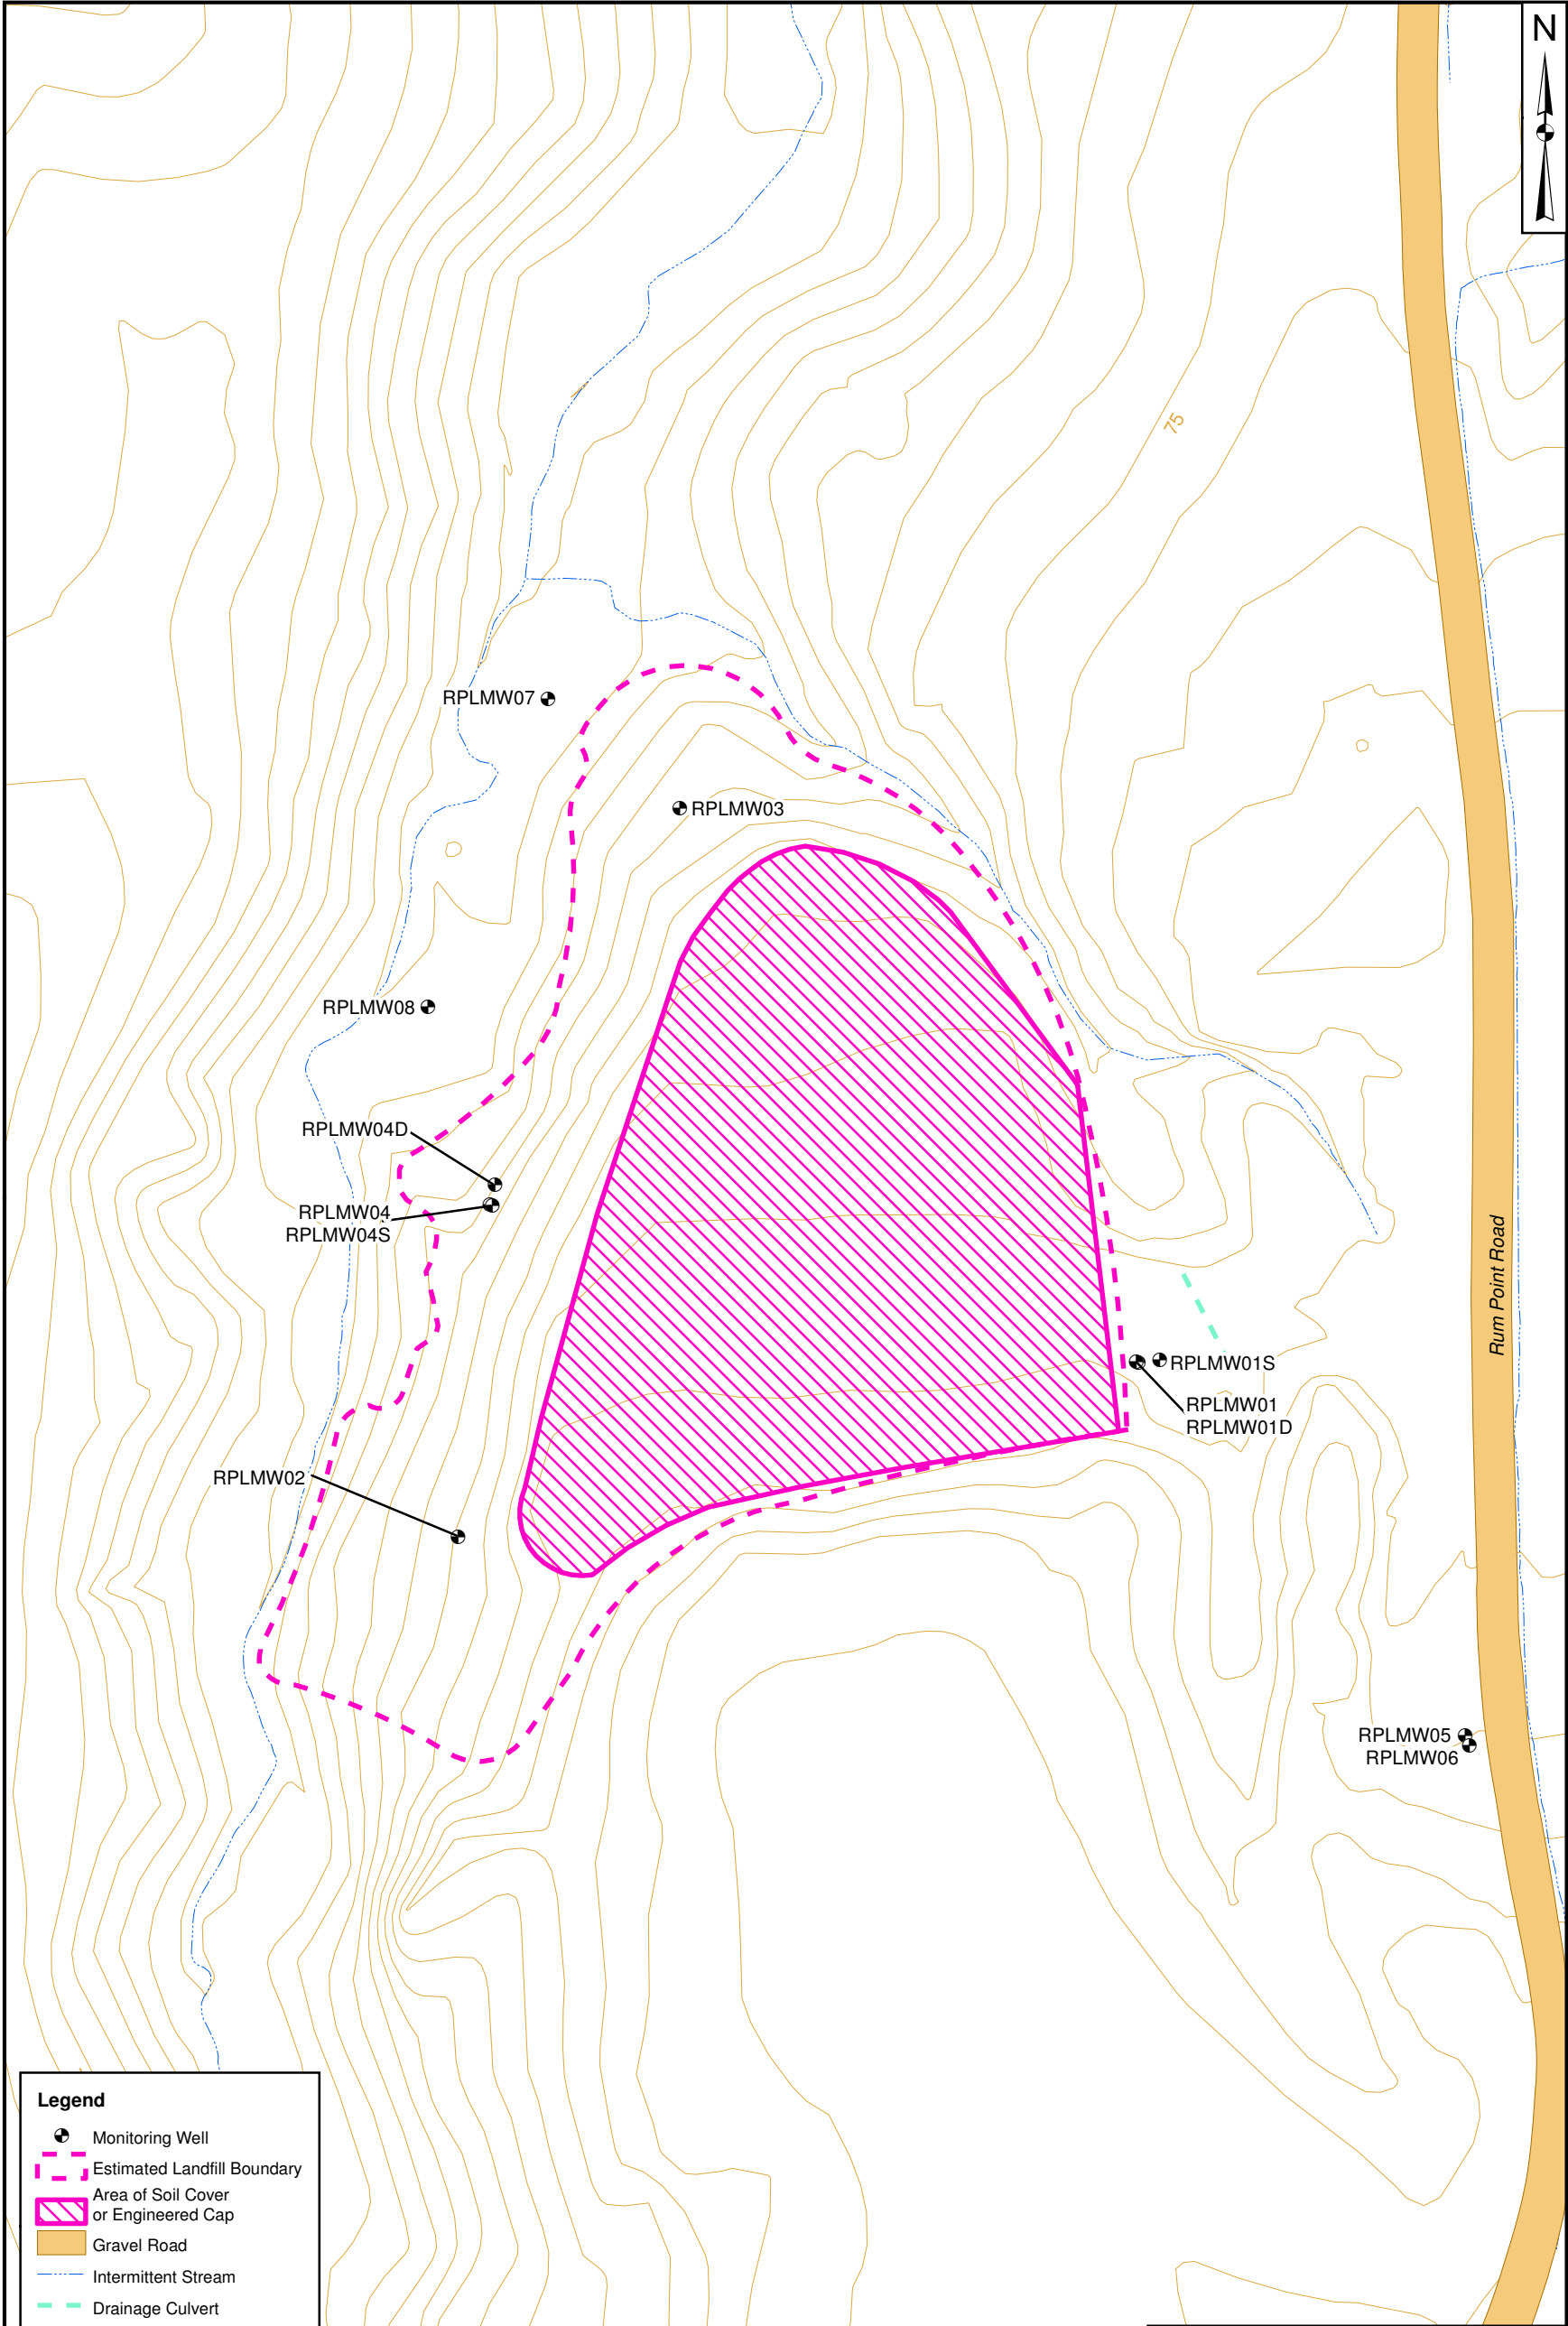 N
75
RPLMW07
RPLMW03
RPLMW08
RPLMW04D
RPLMW04
RPLMW04S
Rum Point Road
RPLMW01S
RPLMW01
RPLMW01D
RPLMW02
RPLMW05
RPLMW06
Legend
Monitoring Well
Estimated Landfill Boundary
Area of Soil Cover
or Engineered Cap
Gravel Road
Intermittent Stream
Drainage Culvert